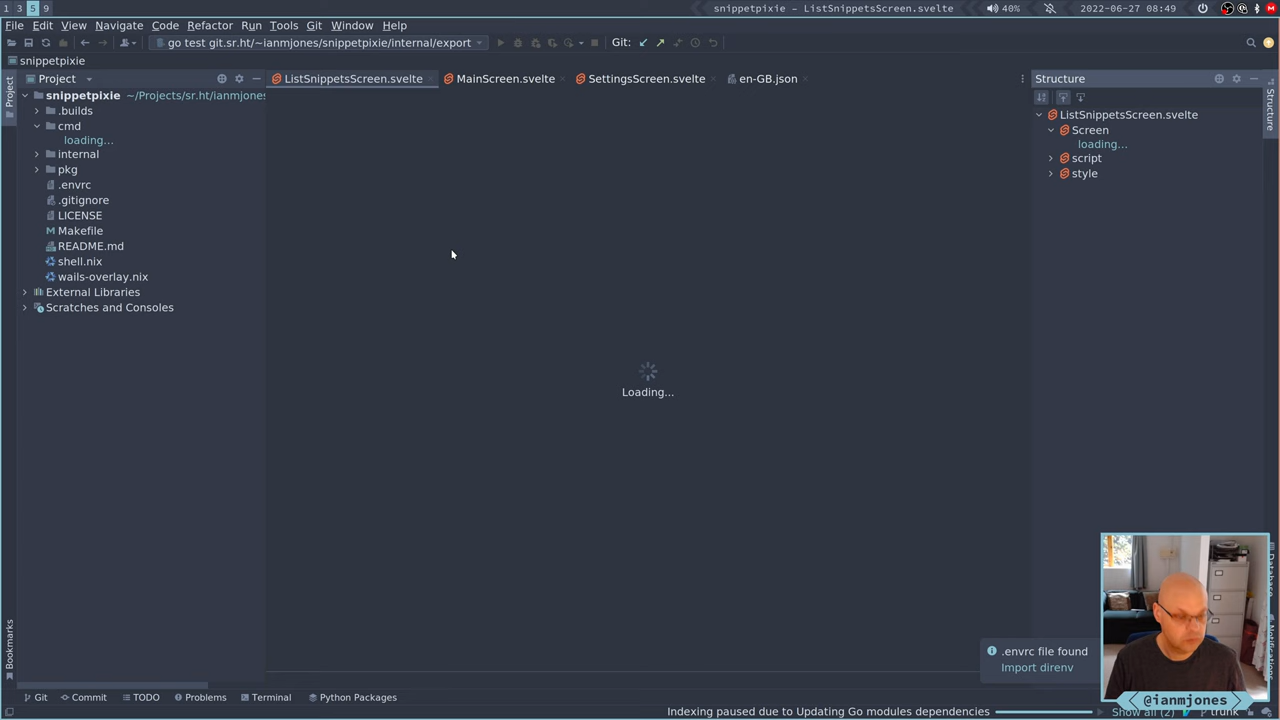 1 3 5 9
snippetpixie – ListSnippetsScreen.svelte
40%
2022-06-27 08:49
File Edit View Navigate Code Refactor Run Tools Git Window Help
go test git.sr.ht/~ianmjones/snippetpixie/internal/export
Git:
snippetpixie
Project
ListSnippetsScreen.svelte
MainScreen.svelte
SettingsScreen.svelte
en-GB.json
Structure
Project
Structure
snippetpixie ~/Projects/sr.ht/ianmjones
.builds
cmd
loading...
internal
pkg
.envrc
.gitignore
LICENSE
Makefile
README.md
shell.nix
wails-overlay.nix
External Libraries
Scratches and Consoles
ListSnippetsScreen.svelte
Screen
loading...
script
style
Loading...
.envrc file found
Import direnv
Database
Notifications
Bookmarks
Git
Commit
TODO
Problems
Terminal
Python Packages
@ianmjones
Indexing paused due to Updating Go modules dependencies
Show all (2)
trunk